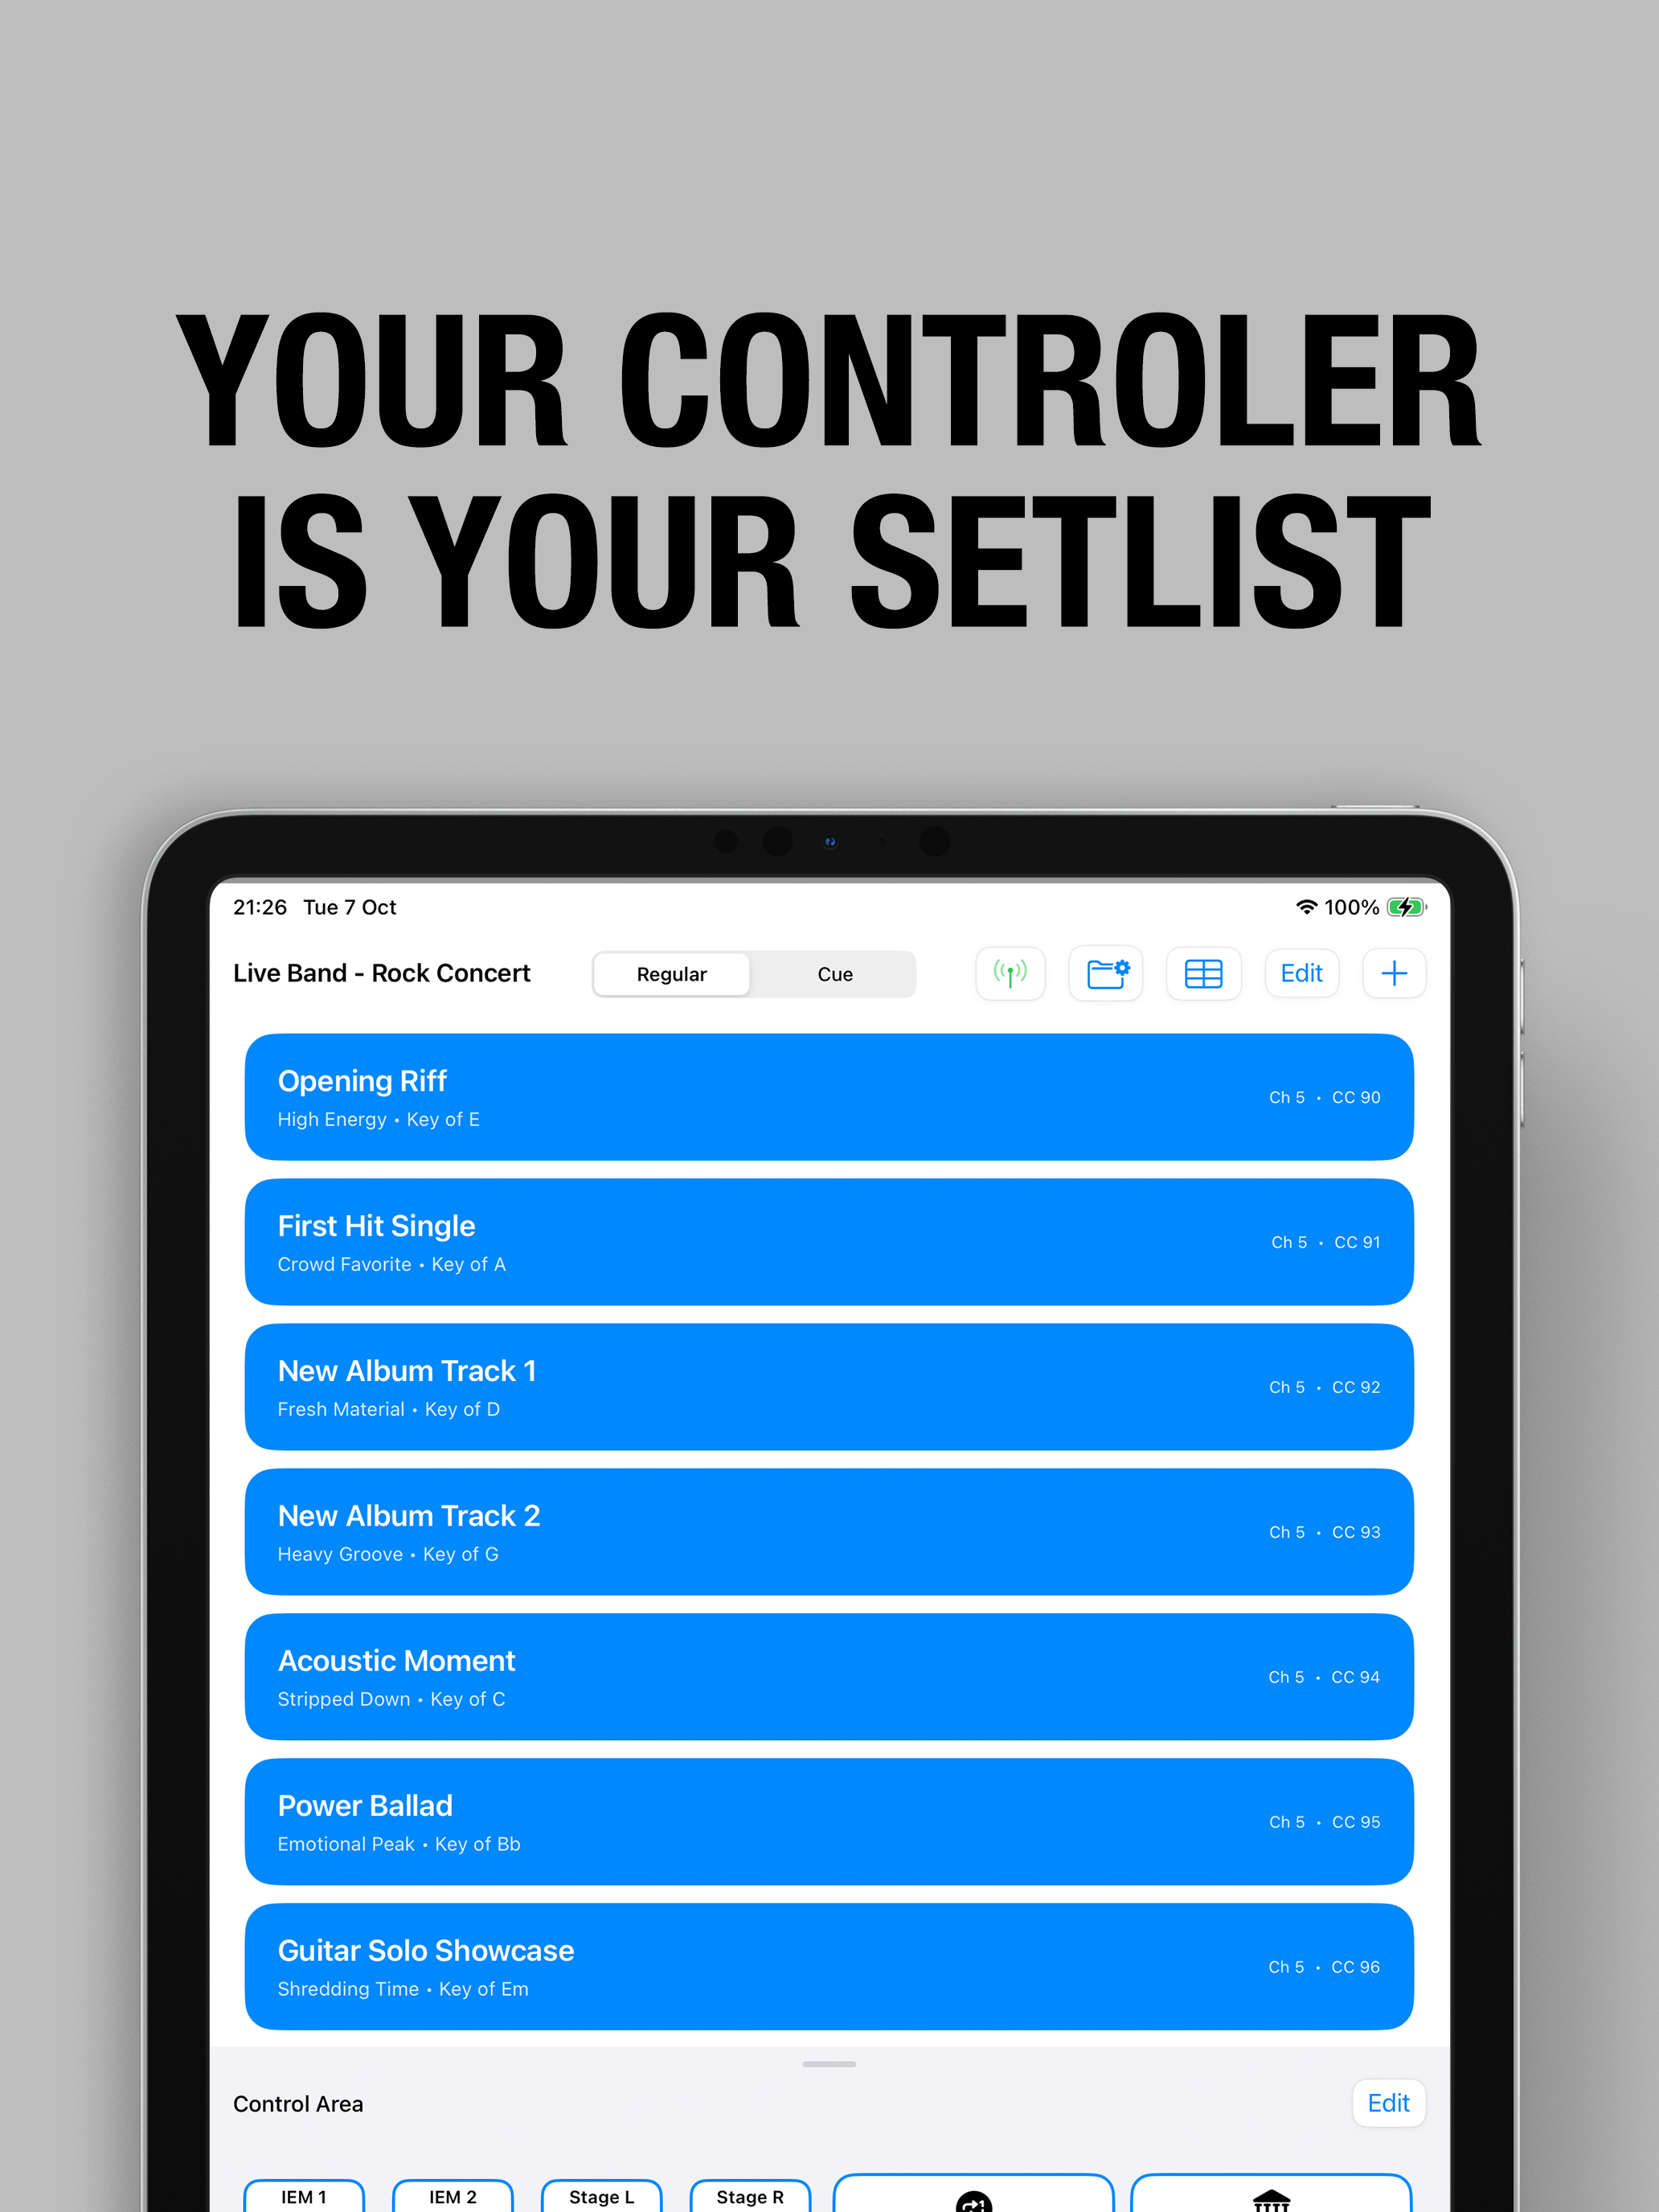 YOUR CONTROLER
IS YOUR SETLIST
21:26 Tue 7 Oct 100%
Live Band - Rock Concert Regular Cue Edit
Opening Riff
High Energy • Key of E
Ch 5 • CC 90
First Hit Single
Crowd Favorite • Key of A
Ch 5 • CC 91
New Album Track 1
Fresh Material • Key of D
Ch 5 • CC 92
New Album Track 2
Heavy Groove • Key of G
Ch 5 • CC 93
Acoustic Moment
Stripped Down • Key of C
Ch 5 • CC 94
Power Ballad
Emotional Peak • Key of Bb
Ch 5 • CC 95
Guitar Solo Showcase
Shredding Time • Key of Em
Ch 5 • CC 96
Control Area Edit
IEM 1 IEM 2 Stage L Stage R